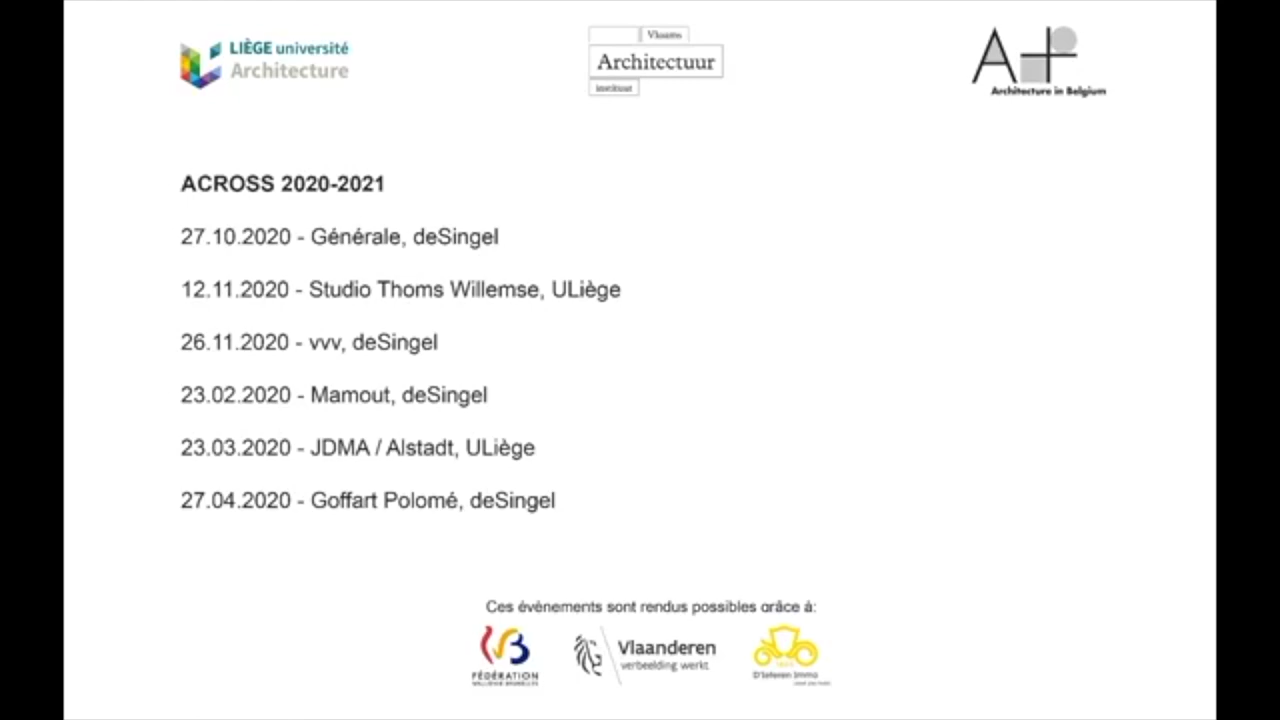 LIÈGE université
Architecture
Vlaams
Architectuur
instituut
A+
Architecture in Belgium
ACROSS 2020-2021
27.10.2020 - Générale, deSingel
12.11.2020 - Studio Thoms Willemse, ULiège
26.11.2020 - vvv, deSingel
23.02.2020 - Mamout, deSingel
23.03.2020 - JDMA / Alstadt, ULiège
27.04.2020 - Goffart Polomé, deSingel
Ces évènements sont rendus possibles grâce à:
FÉDÉRATION
WALLONIE-BRUXELLES
Vlaanderen
verbeelding werkt
D'Ieteren Immo